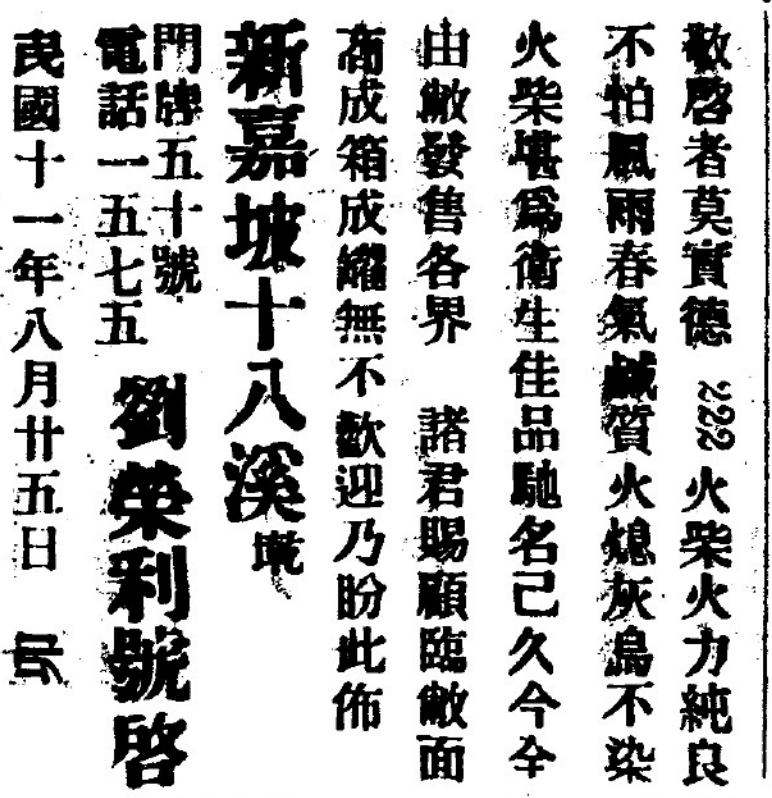 敬啓者莫實德 222 火柴火力純良
不怕風雨春氣鹹質火熄灰烏不染
火柴堪爲衛生佳品馳名己久今全
由敝發售各界 諸君賜顧臨敝面
商成箱成縮無不歡迎乃盼此佈
新嘉坡十八溪墘
門牌五十號
電話一五七五
劉榮利號啓
民國十一年八月廿五日